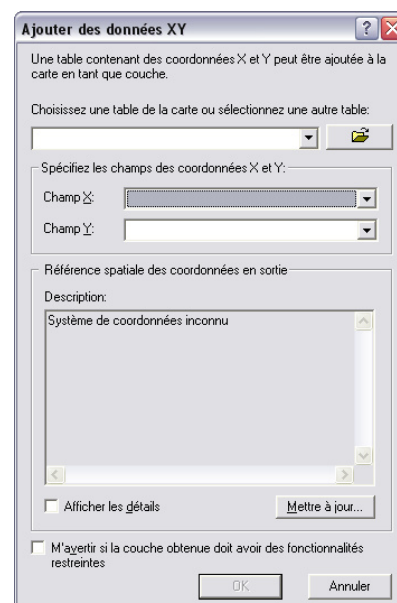 Ajouter des données XY
Une table contenant des coordonnées X et Y peut être ajoutée à la
carte en tant que couche.
Choisissez une table de la carte ou sélectionnez une autre table:
Spécifiez les champs des coordonnées X et Y:
Champ X:
Champ Y:
Référence spatiale des coordonnées en sortie
Description:
Système de coordonnées inconnu
Afficher les détails
Mettre à jour...
M'avertir si la couche obtenue doit avoir des fonctionnalités
restreintes
OK
Annuler